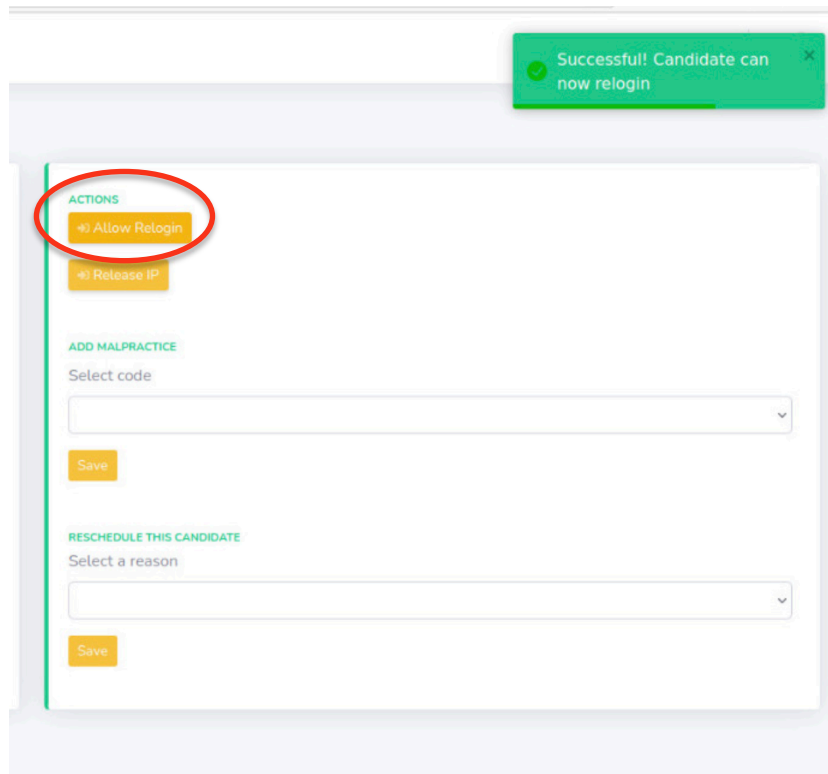 Successful! Candidate can
now relogin
ACTIONS
Allow Relogin
Release IP
ADD MALPRACTICE
Select code
Save
RESCHEDULE THIS CANDIDATE
Select a reason
Save